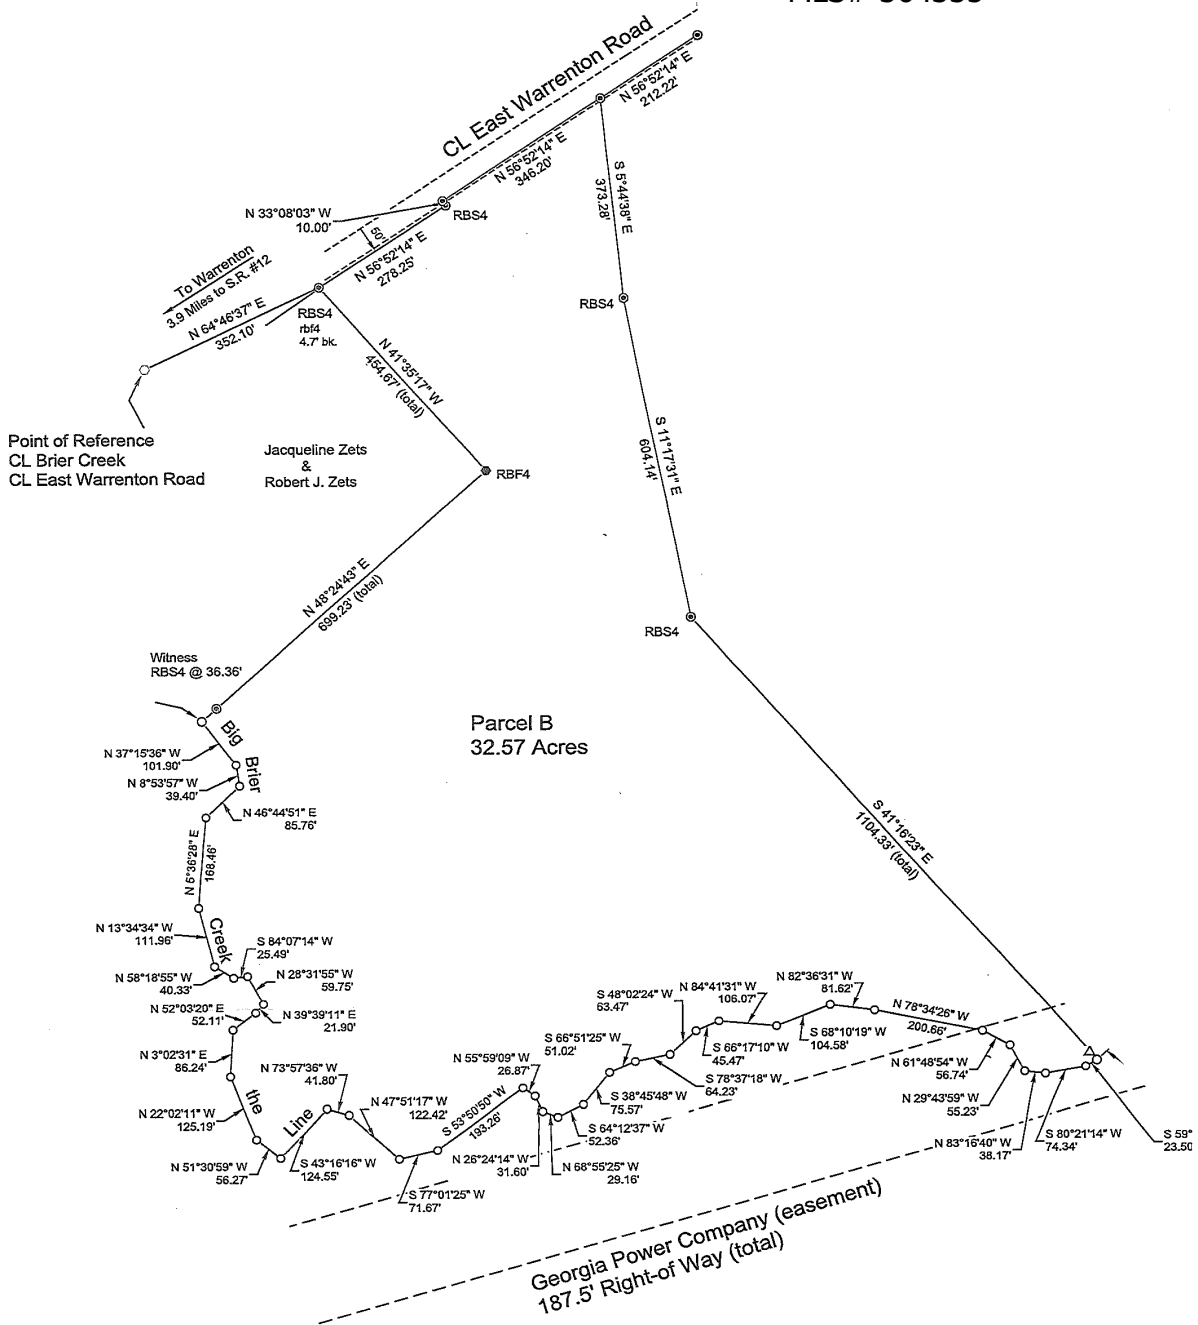 CL East Warrenton Road
N 56°52'14" E
212.22'
N 56°52'14" E
346.20'
S 5°44'38" E
373.28'
N 33°08'03" W
10.00'
RBS4
50'
N 56°52'14" E
278.25'
To Warrenton
3.9 Miles to S.R. #12
N 64°46'37" E
352.10'
RBS4
rbf4
4.7' bk.
RBS4
N 41°35'17" W
454.67' (total)
Point of Reference
CL Brier Creek
CL East Warrenton Road
Jacqueline Zets
&
Robert J. Zets
RBF4
S 11°17'31" E
604.14'
N 48°24'43" E
699.23' (total)
RBS4
Witness
RBS4 @ 36.36'
Parcel B
32.57 Acres
Big
Brier
N 37°15'36" W
101.90'
N 8°53'57" W
39.40'
N 46°44'51" E
85.76'
S 41°16'23" E
1104.33' (total)
N 6°36'28" E
168.46'
Creek
N 13°34'34" W
111.96'
S 84°07'14" W
25.49'
N 58°18'55" W
40.33'
N 28°31'55" W
59.75'
N 52°03'20" E
52.11'
N 39°39'11" E
21.90'
N 3°02'31" E
86.24'
the
N 22°02'11" W
125.19'
Line
N 51°30'59" W
56.27'
S 43°16'16" W
124.55'
N 73°57'36" W
41.80'
N 47°51'17" W
122.42'
S 77°01'25" W
71.67'
S 53°50'50" W
193.26'
N 55°59'09" W
26.87'
N 26°24'14" W
31.60'
N 68°55'25" W
29.16'
S 64°12'37" W
52.36'
S 66°51'25" W
51.02'
S 38°45'48" W
75.57'
S 78°37'18" W
64.23'
S 48°02'24" W
63.47'
S 66°17'10" W
45.47'
N 84°41'31" W
106.07'
S 68°10'19" W
104.58'
N 82°36'31" W
81.62'
N 78°34'26" W
200.66'
N 61°48'54" W
56.74'
N 29°43'59" W
55.23'
N 83°16'40" W
38.17'
S 80°21'14" W
74.34'
S 59°
23.50
Georgia Power Company (easement)
187.5' Right-of Way (total)